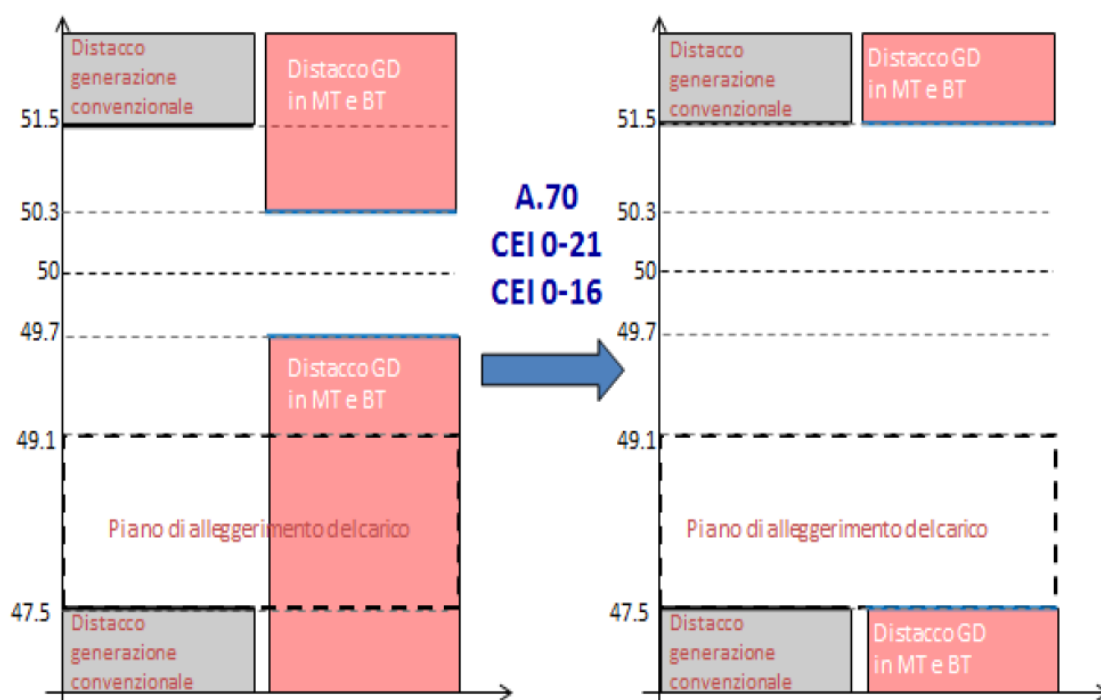 Distacco
generazione
convenzionale
Distacco GD
in MT e BT
51.5
50.3
50
49.7
Distacco GD
in MT e BT
49.1
Piano di alleggerimento del carico
47.5
Distacco
generazione
convenzionale
A.70
CEI 0-21
CEI 0-16
Distacco
generazione
convenzionale
Distacco GD
in MT e BT
51.5
50.3
50
49.7
49.1
Piano di alleggerimento del carico
47.5
Distacco
generazione
convenzionale
Distacco GD
in MT e BT